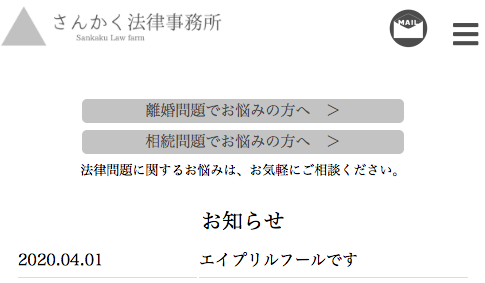 さんかく法律事務所
Sankaku Law farm
MAIL
離婚問題でお悩みの方へ　＞
相続問題でお悩みの方へ　＞
法律問題に関するお悩みは、お気軽にご相談ください。
お知らせ
2020.04.01 エイプリルフールです